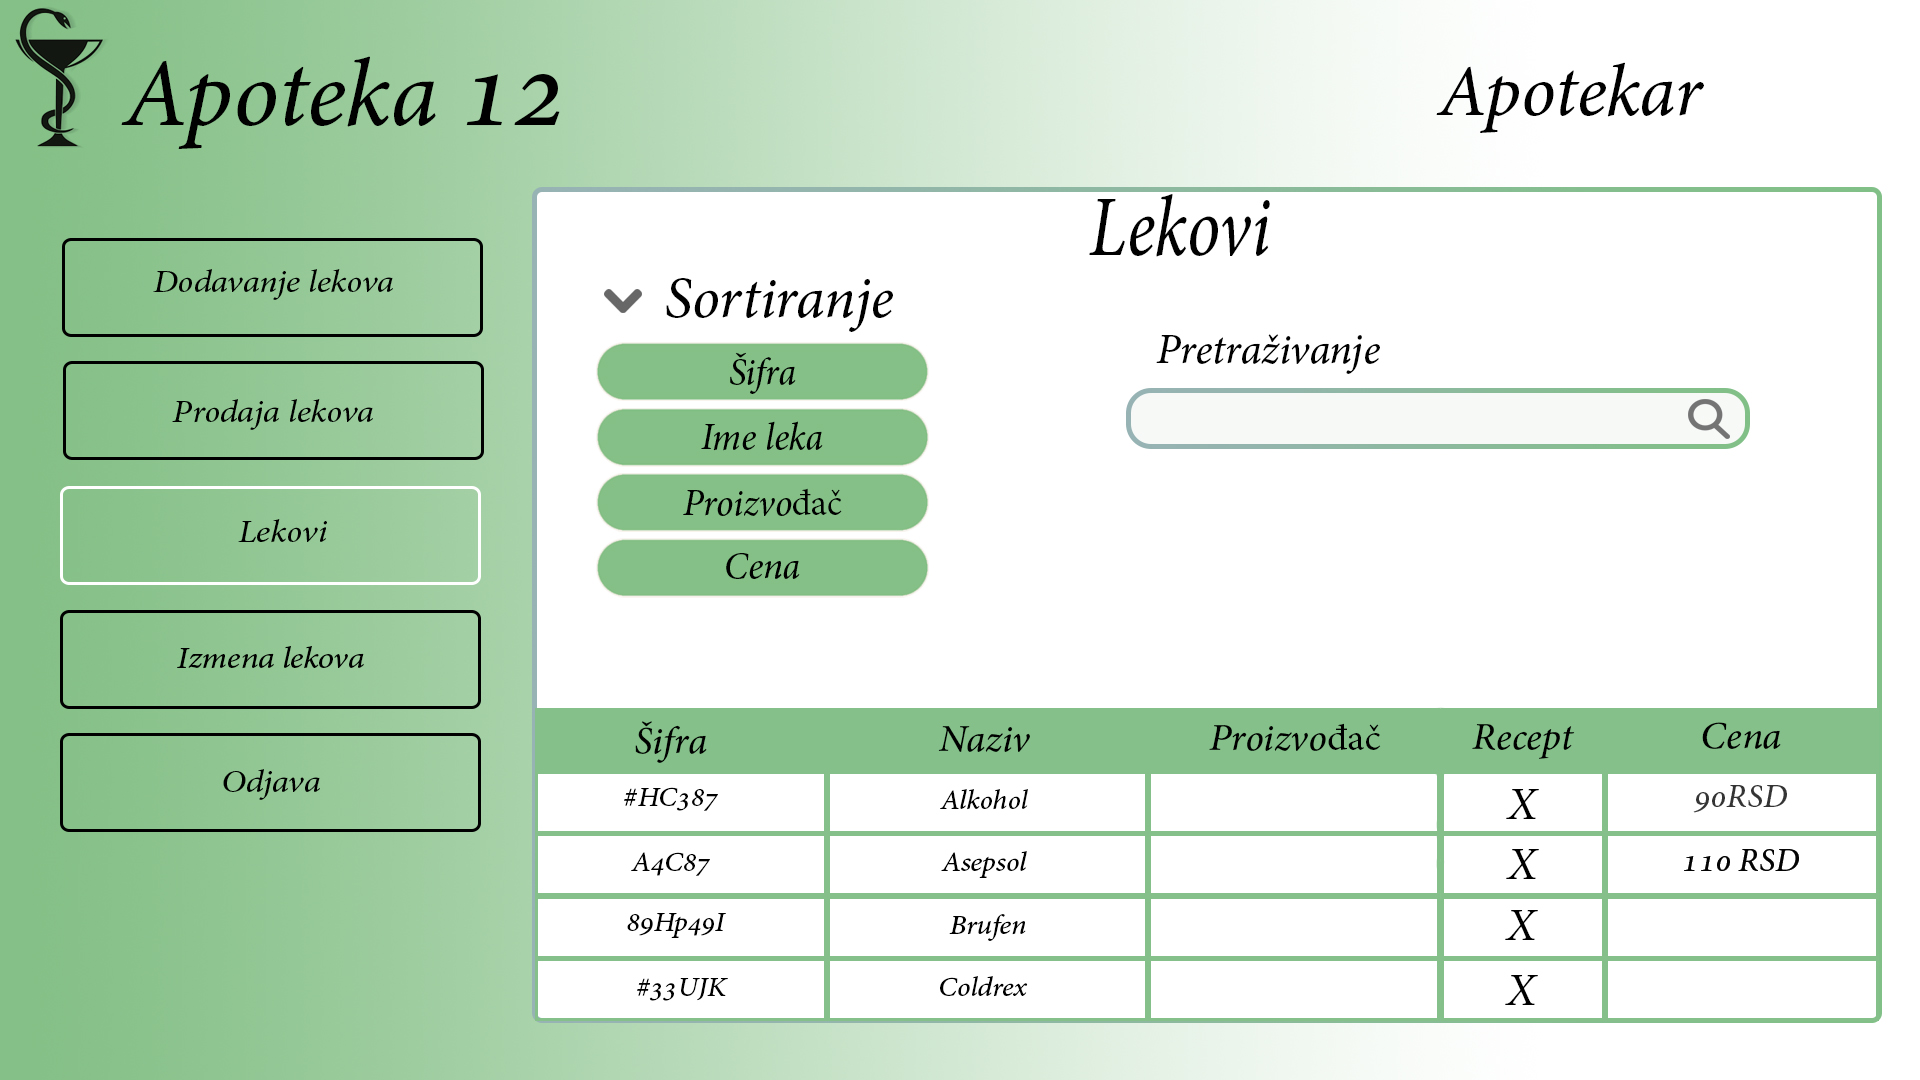 Apoteka 12
Apotekar
Dodavanje lekova
Prodaja lekova
Lekovi
Izmena lekova
Odjava
Lekovi
Sortiranje
Šifra
Ime leka
Proizvođač
Cena
Pretraživanje
Šifra Naziv Proizvođač Recept Cena
#HC387 Alkohol X 90RSD
A4C87 Asepsol X 110 RSD
89Hp49I Brufen X
#33UJK Coldrex X